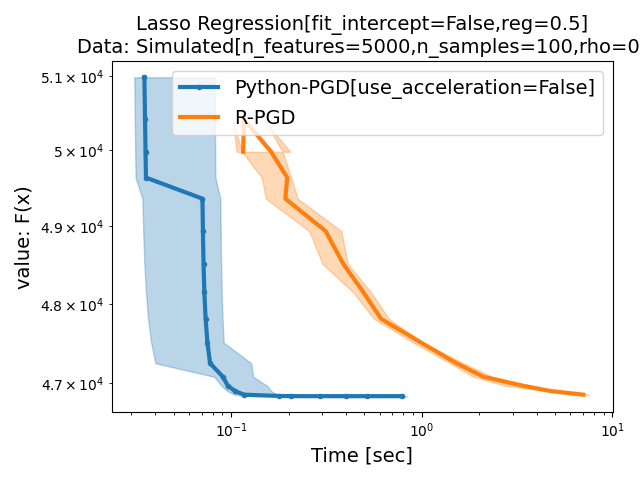 Lasso Regression[fit_intercept=False,reg=0.5]
Data: Simulated[n_features=5000,n_samples=100,rho=0
Python-PGD[use_acceleration=False]
R-PGD
value: F(x)
5.1 × 10⁴
5 × 10⁴
4.9 × 10⁴
4.8 × 10⁴
4.7 × 10⁴
10⁻¹
10⁰
10¹
Time [sec]